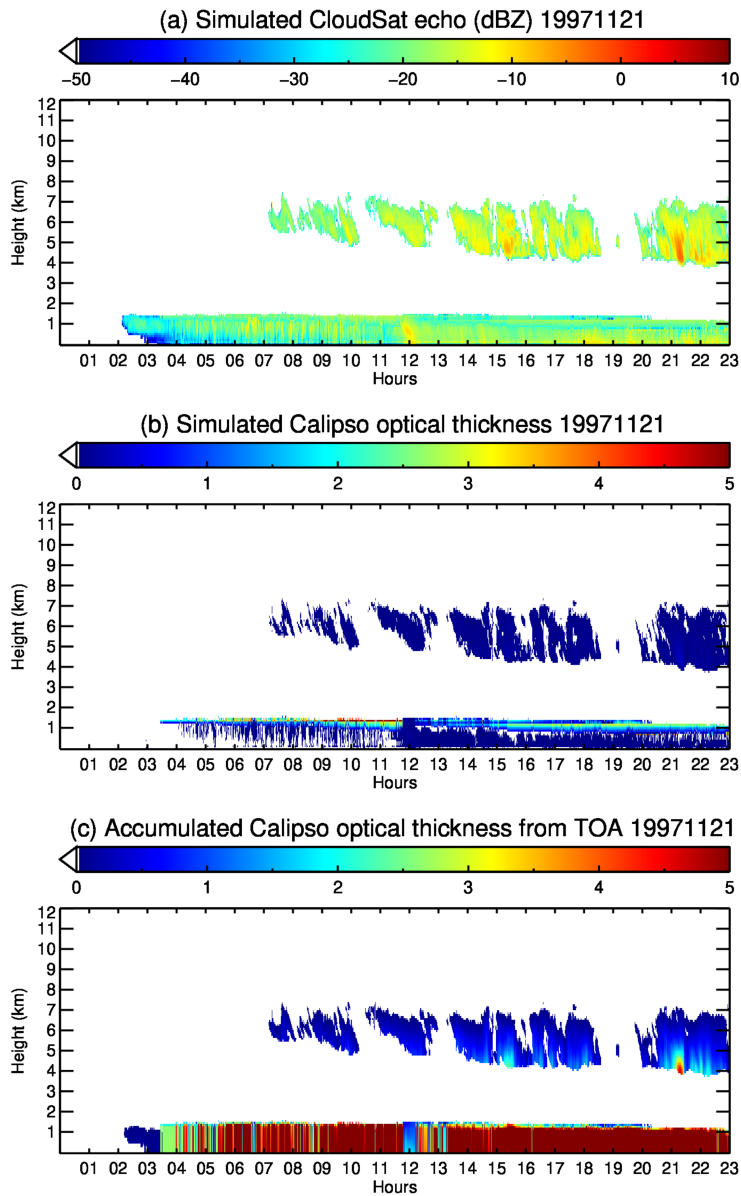 (a) Simulated CloudSat echo (dBZ) 19971121
−50 −40 −30 −20 −10 0 10
12
11
10
9
8
7
6
5
4
3
2
1
Height (km)
01 02 03 04 05 06 07 08 09 10 11 12 13 14 15 16 17 18 19 20 21 22 23
Hours
(b) Simulated Calipso optical thickness 19971121
0 1 2 3 4 5
12
11
10
9
8
7
6
5
4
3
2
1
Height (km)
01 02 03 04 05 06 07 08 09 10 11 12 13 14 15 16 17 18 19 20 21 22 23
Hours
(c) Accumulated Calipso optical thickness from TOA 19971121
0 1 2 3 4 5
12
11
10
9
8
7
6
5
4
3
2
1
Height (km)
01 02 03 04 05 06 07 08 09 10 11 12 13 14 15 16 17 18 19 20 21 22 23
Hours